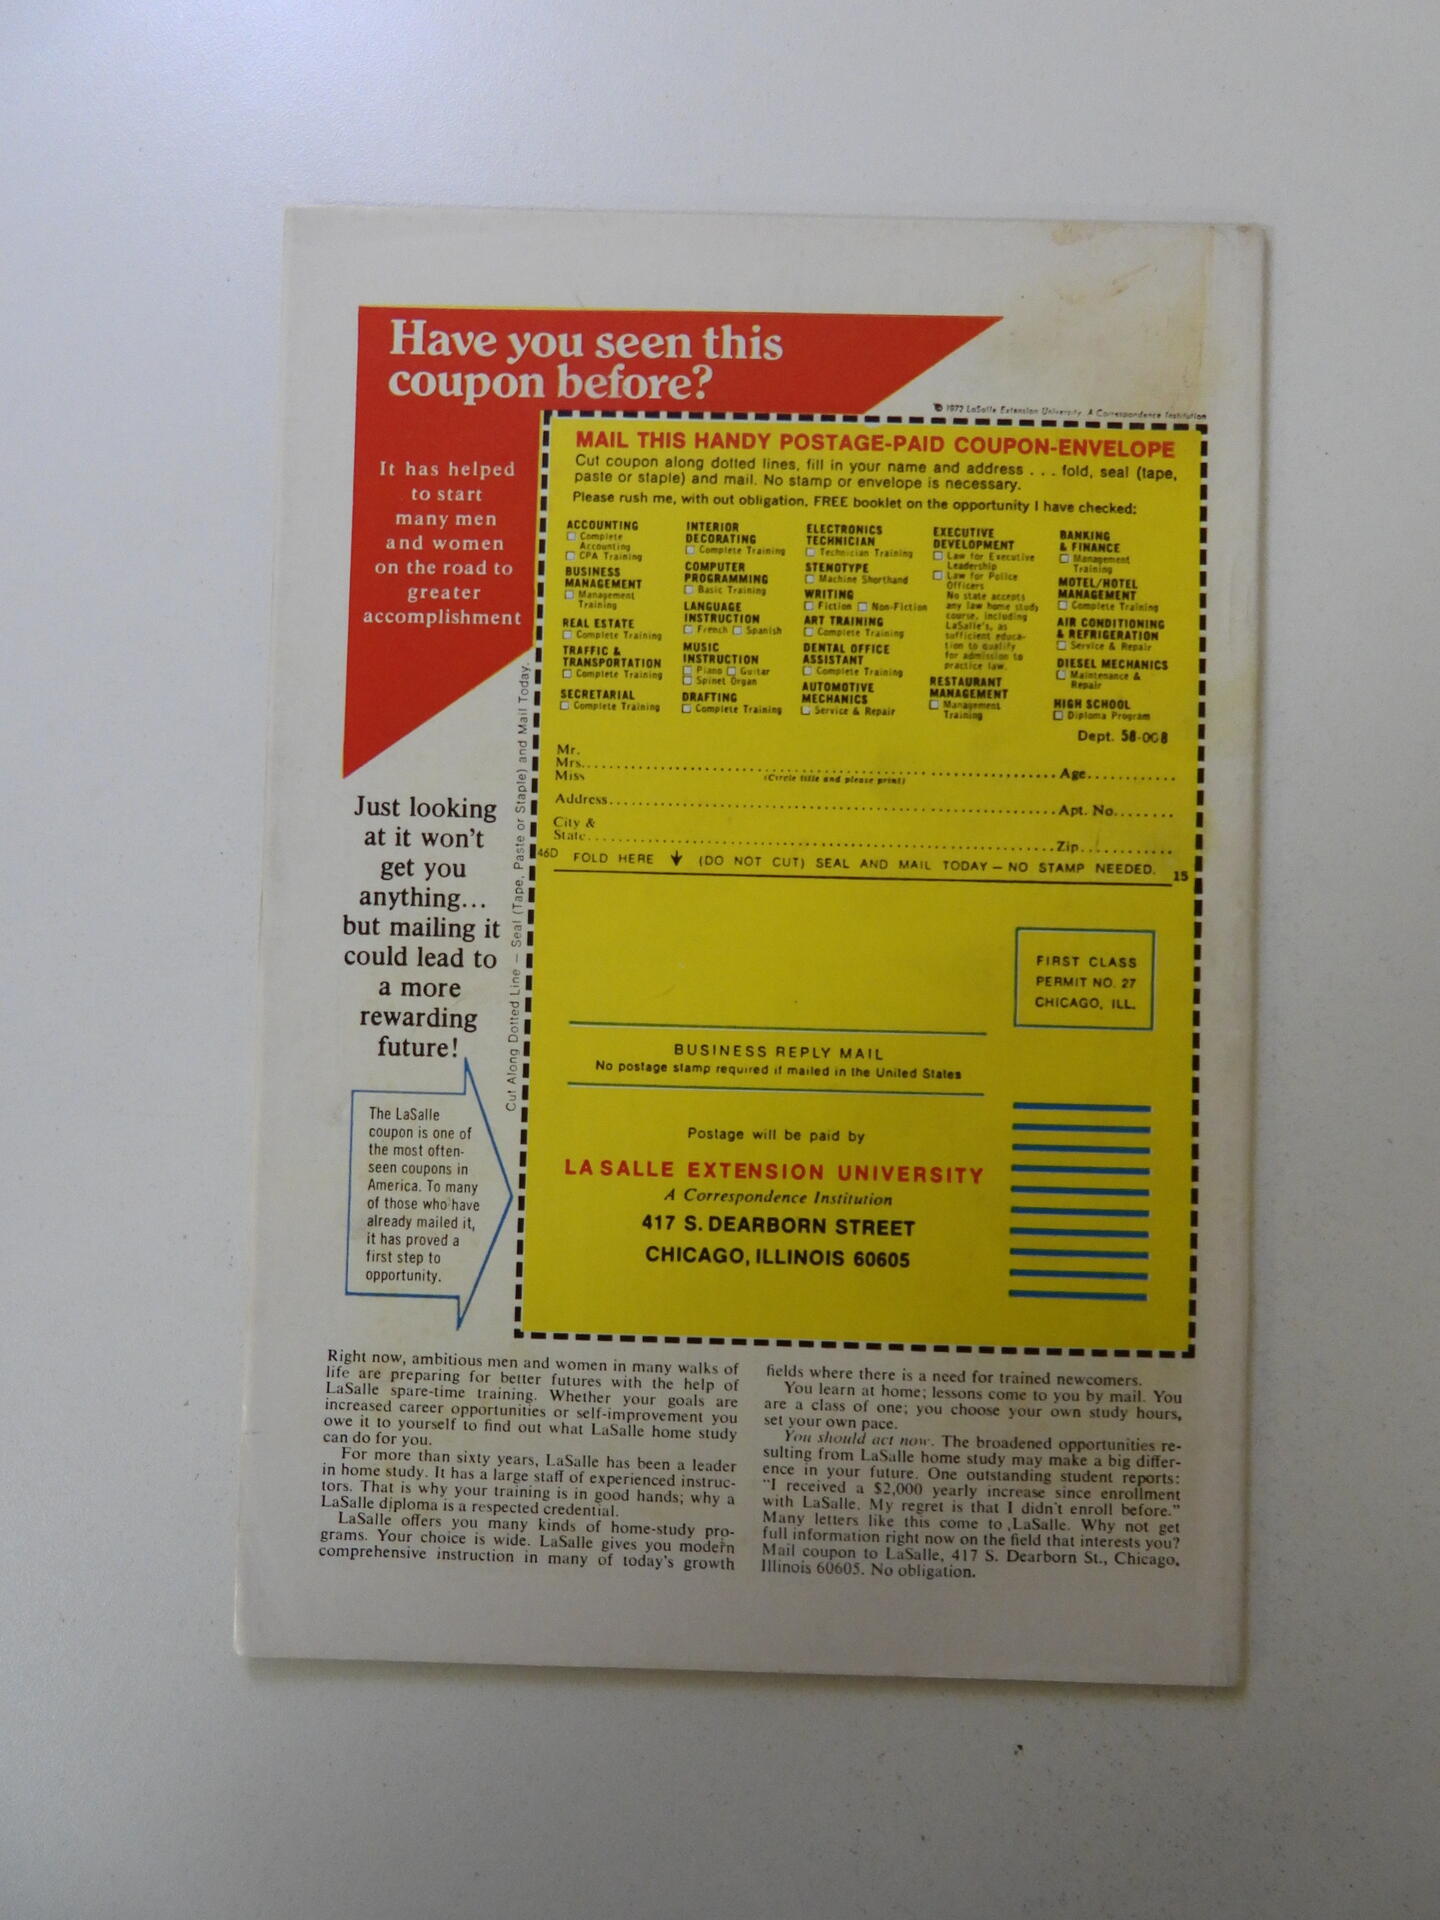 Have you seen this
coupon before?
It has helped
to start
many men
and women
on the road to
greater
accomplishment
Just looking
at it won't
get you
anything...
but mailing it
could lead to
a more
rewarding
future!
The LaSalle
coupon is one of
the most often-
seen coupons in
America. To many
of those who have
already mailed it,
it has proved a
first step to
opportunity.
Cut Along Dotted Line – Seal (Tape, Paste or Staple) and Mail Today.
© 1972 LaSalle Extension University. A Correspondence Institution
MAIL THIS HANDY POSTAGE-PAID COUPON-ENVELOPE
Cut coupon along dotted lines, fill in your name and address . . . fold, seal (tape,
paste or staple) and mail. No stamp or envelope is necessary.
Please rush me, with out obligation, FREE booklet on the opportunity I have checked:
ACCOUNTING
☐ Complete
Accounting
☐ CPA Training
BUSINESS
MANAGEMENT
☐ Management
Training
REAL ESTATE
☐ Complete Training
TRAFFIC &
TRANSPORTATION
☐ Complete Training
SECRETARIAL
☐ Complete Training
INTERIOR
DECORATING
☐ Complete Training
COMPUTER
PROGRAMMING
☐ Basic Training
LANGUAGE
INSTRUCTION
☐ French ☐ Spanish
MUSIC
INSTRUCTION
☐ Piano ☐ Guitar
☐ Spinet Organ
DRAFTING
☐ Complete Training
ELECTRONICS
TECHNICIAN
☐ Technician Training
STENOTYPE
☐ Machine Shorthand
WRITING
☐ Fiction ☐ Non-Fiction
ART TRAINING
☐ Complete Training
DENTAL OFFICE
ASSISTANT
☐ Complete Training
AUTOMOTIVE
MECHANICS
☐ Service & Repair
EXECUTIVE
DEVELOPMENT
☐ Law for Executive
Leadership
☐ Law for Police
Officers
No state accepts
any law home study
course, including
LaSalle's, as
sufficient educa-
tion to qualify
for admission to
practice law.
RESTAURANT
MANAGEMENT
☐ Management
Training
BANKING
& FINANCE
☐ Management
Training
MOTEL/HOTEL
MANAGEMENT
☐ Complete Training
AIR CONDITIONING
& REFRIGERATION
☐ Service & Repair
DIESEL MECHANICS
☐ Maintenance &
Repair
HIGH SCHOOL
☐ Diploma Program
Dept. 58-008
Mr.
Mrs. Age
Miss (Circle title and please print)
Address Apt. No.
City &
State Zip
46D FOLD HERE ↓ (DO NOT CUT) SEAL AND MAIL TODAY – NO STAMP NEEDED. 15
FIRST CLASS
PERMIT NO. 27
CHICAGO, ILL.
BUSINESS REPLY MAIL
No postage stamp required if mailed in the United States
Postage will be paid by
LA SALLE EXTENSION UNIVERSITY
A Correspondence Institution
417 S. DEARBORN STREET
CHICAGO, ILLINOIS 60605
Right now, ambitious men and women in many walks of
life are preparing for better futures with the help of
LaSalle spare-time training. Whether your goals are
increased career opportunities or self-improvement you
owe it to yourself to find out what LaSalle home study
can do for you.
For more than sixty years, LaSalle has been a leader
in home study. It has a large staff of experienced instruc-
tors. That is why your training is in good hands; why a
LaSalle diploma is a respected credential.
LaSalle offers you many kinds of home-study pro-
grams. Your choice is wide. LaSalle gives you modern
comprehensive instruction in many of today's growth
fields where there is a need for trained newcomers.
You learn at home; lessons come to you by mail. You
are a class of one; you choose your own study hours,
set your own pace.
You should act now. The broadened opportunities re-
sulting from LaSalle home study may make a big differ-
ence in your future. One outstanding student reports:
"I received a $2,000 yearly increase since enrollment
with LaSalle. My regret is that I didn't enroll before."
Many letters like this come to LaSalle. Why not get
full information right now on the field that interests you?
Mail coupon to LaSalle, 417 S. Dearborn St., Chicago,
Illinois 60605. No obligation.